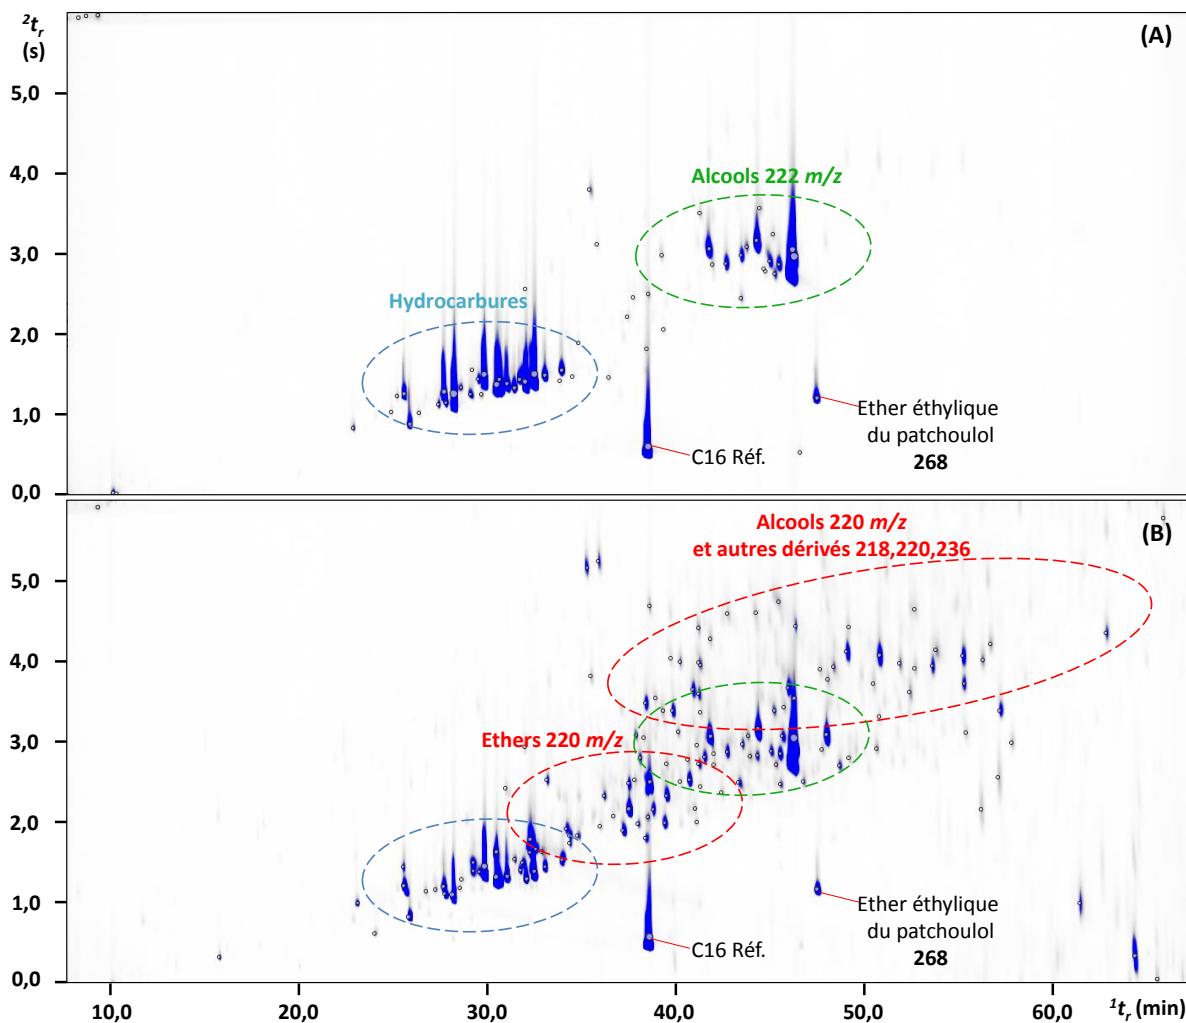 ²tᵣ
(s)
(A)
5,0
4,0
3,0
2,0
1,0
0,0
Alcools 222 m/z
Hydrocarbures
Ether éthylique
du patchoulol
268
C16 Réf.
(B)
Alcools 220 m/z
et autres dérivés 218,220,236
5,0
4,0
3,0
2,0
1,0
0,0
Ethers 220 m/z
Ether éthylique
du patchoulol
268
C16 Réf.
10,0 20,0 30,0 40,0 50,0 60,0 ¹tᵣ (min)